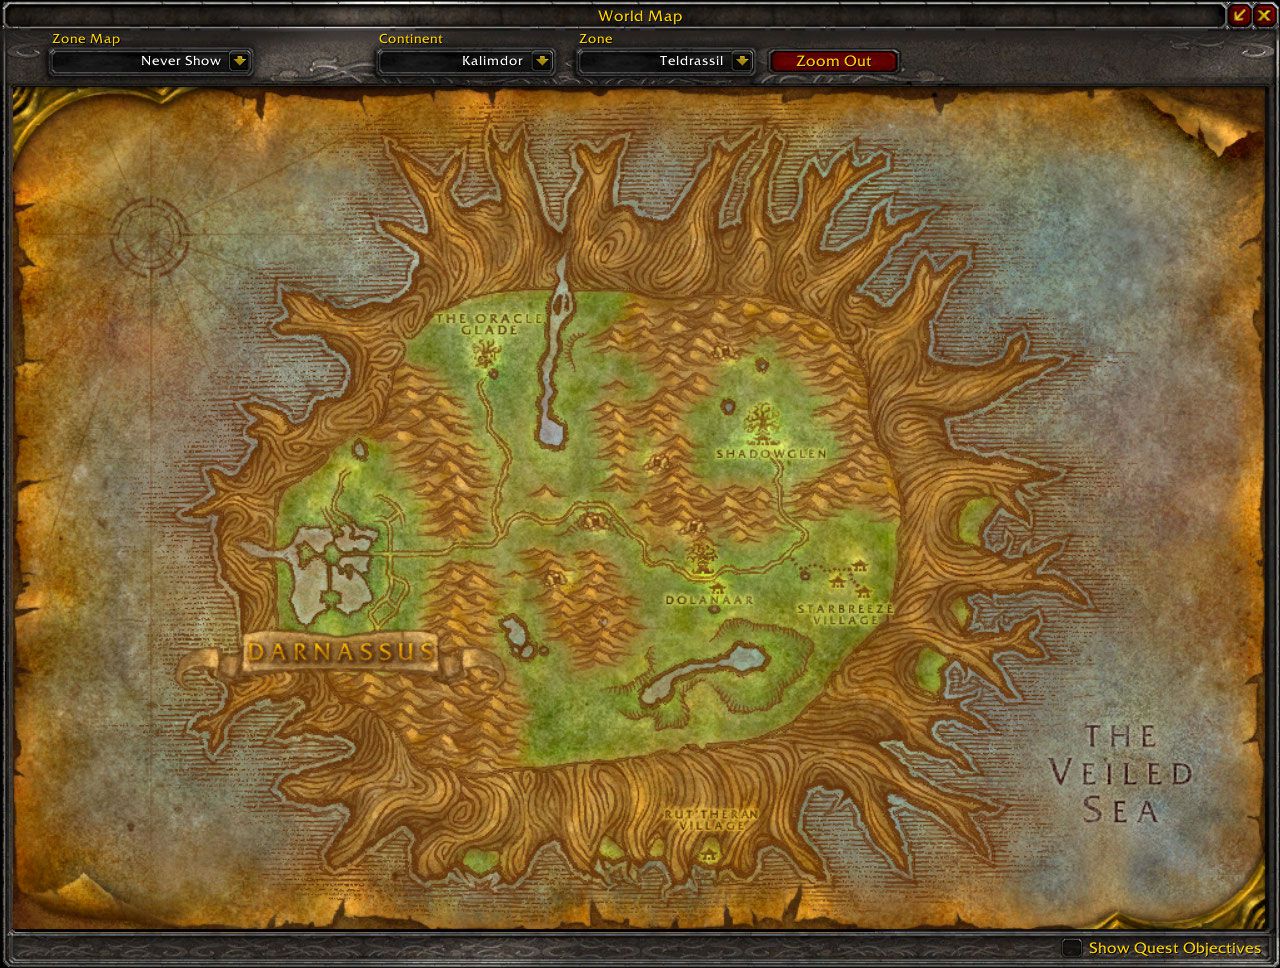 World Map
Zone Map
Continent
Zone
Never Show
Kalimdor
Teldrassil
Zoom Out
THE ORACLE
GLADE
SHADOWGLEN
DOLANAAR
STARBREEZE
VILLAGE
DARNASSUS
THE
VEILED
SEA
RUT'THERAN
VILLAGE
Show Quest Objectives